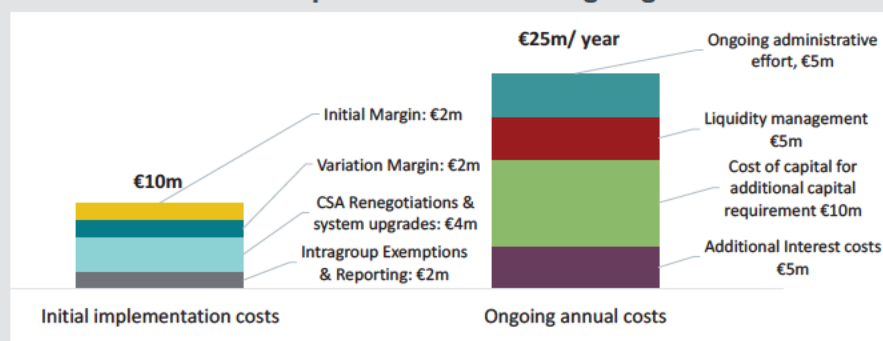 €10m
Initial Margin: €2m
Variation Margin: €2m
CSA Renegotiations &
system upgrades: €4m
Intragroup Exemptions
& Reporting: €2m
Initial implementation costs
€25m/ year
Ongoing administrative
effort, €5m
Liquidity management
€5m
Cost of capital for
additional capital
requirement €10m
Additional Interest costs
€5m
Ongoing annual costs